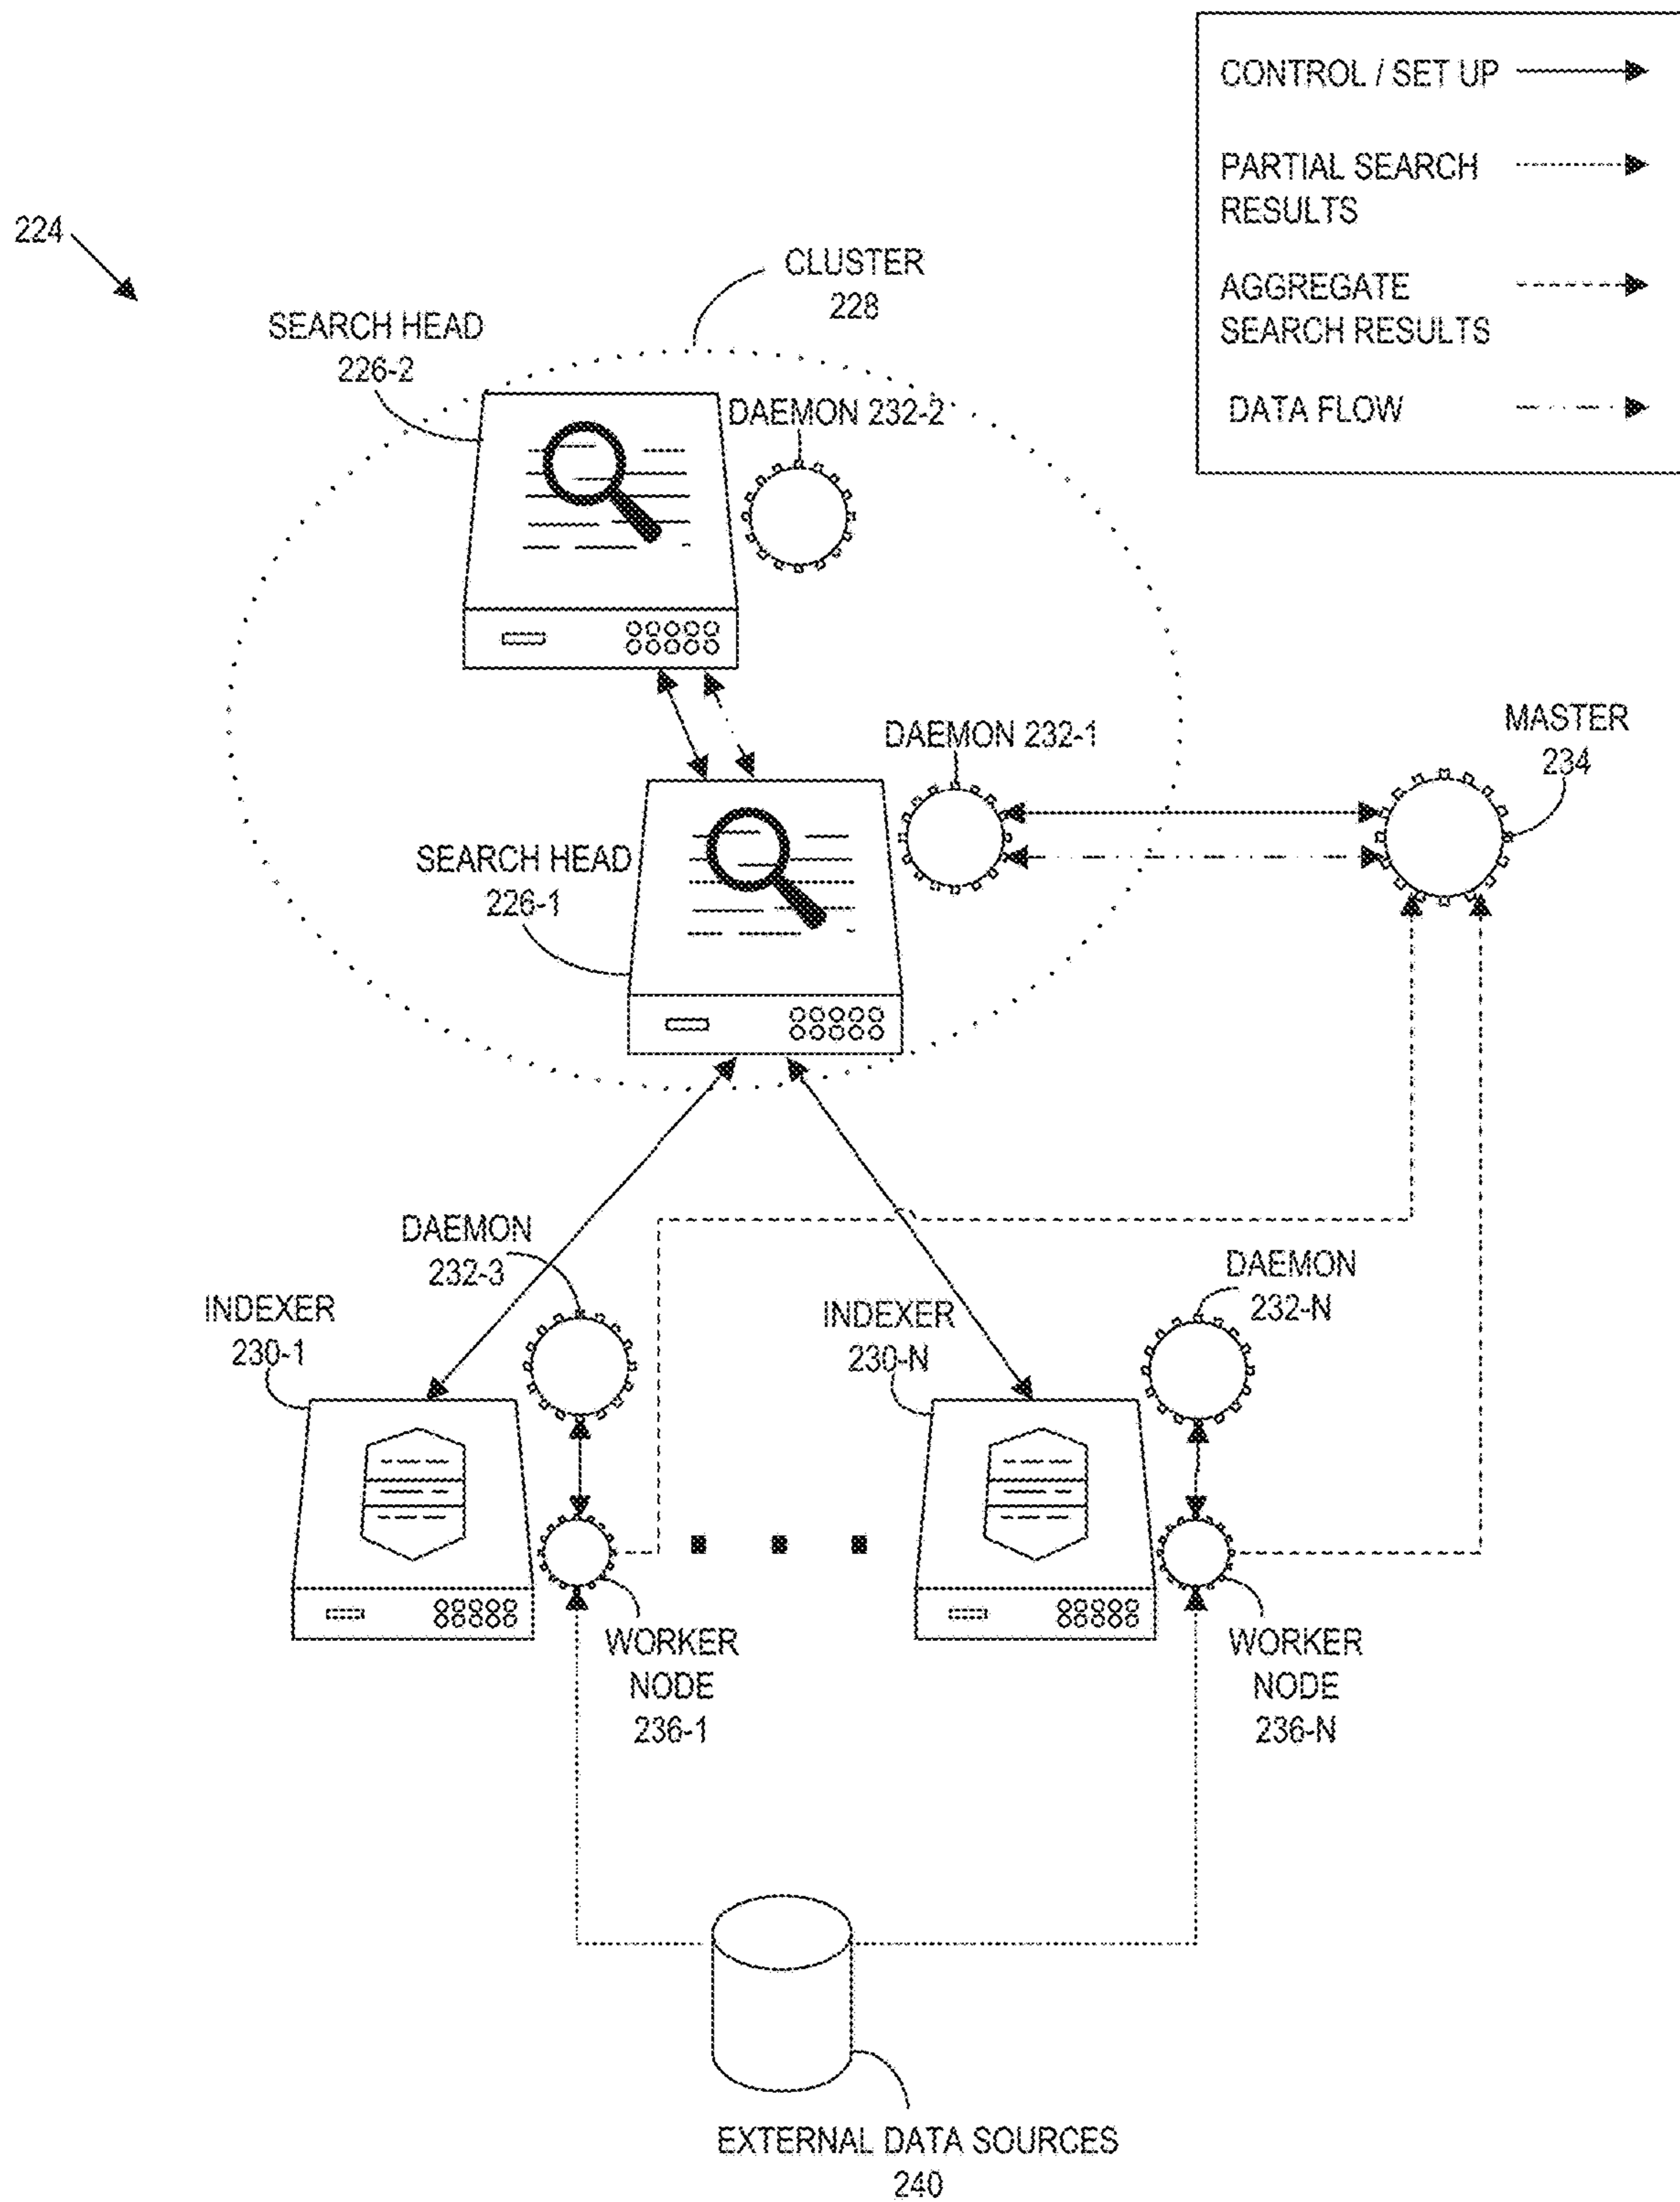 CONTROL / SET UP
PARTIAL SEARCH
RESULTS
AGGREGATE
SEARCH RESULTS
DATA FLOW
224
CLUSTER
228
SEARCH HEAD
226-2
DAEMON 232-2
DAEMON 232-1
MASTER
234
SEARCH HEAD
226-1
DAEMON
232-3
DAEMON
232-N
INDEXER
230-1
INDEXER
230-N
WORKER
NODE
236-1
WORKER
NODE
236-N
EXTERNAL DATA SOURCES
240